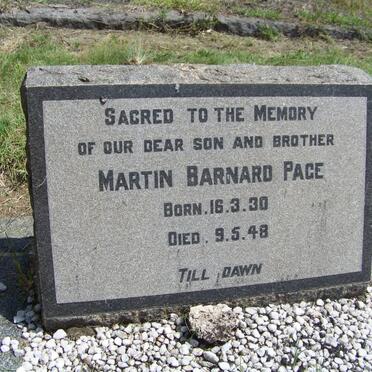 Sacred to the Memory
of our dear son and brother
Martin Barnard Page
Born. 16.3.30
Died. 9.5.48
Till Dawn